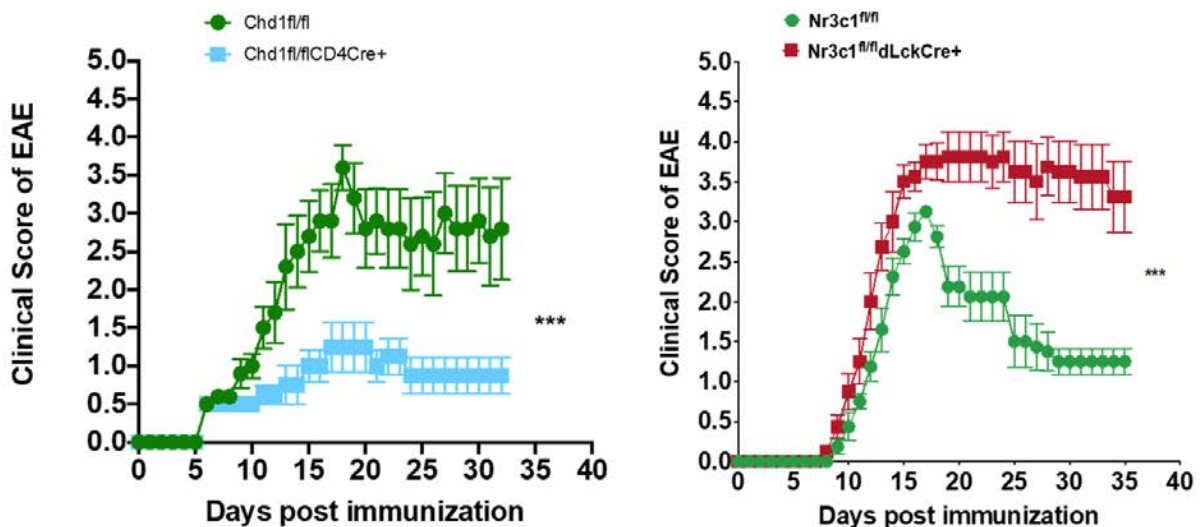 Chd1fl/fl
Chd1fl/flCD4Cre+
Clinical Score of EAE
5.0
4.5
4.0
3.5
3.0
2.5
2.0
1.5
1.0
0.5
0.0
***
0 5 10 15 20 25 30 35 40
Days post immunization
Nr3c1fl/fl
Nr3c1fl/fldLckCre+
Clinical Score of EAE
5.0
4.5
4.0
3.5
3.0
2.5
2.0
1.5
1.0
0.5
0.0
***
0 5 10 15 20 25 30 35 40
Days post immunization